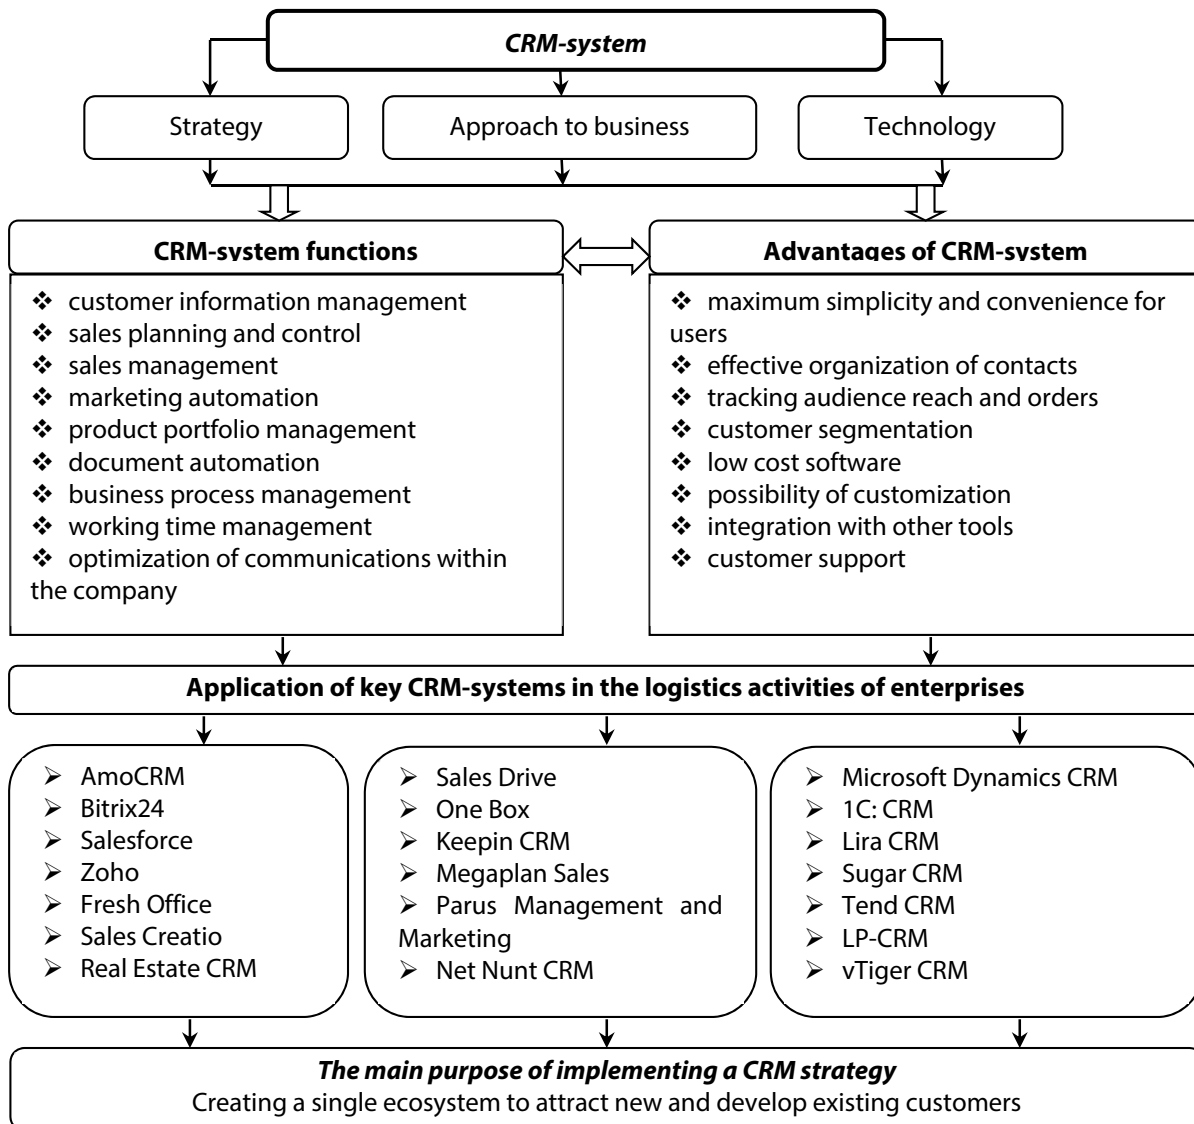 CRM-system
Strategy
Approach to business
Technology
CRM-system functions
❖ customer information management
❖ sales planning and control
❖ sales management
❖ marketing automation
❖ product portfolio management
❖ document automation
❖ business process management
❖ working time management
❖ optimization of communications within
the company
Advantages of CRM-system
❖ maximum simplicity and convenience for
users
❖ effective organization of contacts
❖ tracking audience reach and orders
❖ customer segmentation
❖ low cost software
❖ possibility of customization
❖ integration with other tools
❖ customer support
Application of key CRM-systems in the logistics activities of enterprises
➢ AmoCRM
➢ Bitrix24
➢ Salesforce
➢ Zoho
➢ Fresh Office
➢ Sales Creatio
➢ Real Estate CRM
➢ Sales Drive
➢ One Box
➢ Keepin CRM
➢ Megaplan Sales
➢ Parus Management and
Marketing
➢ Net Nunt CRM
➢ Microsoft Dynamics CRM
➢ 1C: CRM
➢ Lira CRM
➢ Sugar CRM
➢ Tend CRM
➢ LP-CRM
➢ vTiger CRM
The main purpose of implementing a CRM strategy
Creating a single ecosystem to attract new and develop existing customers